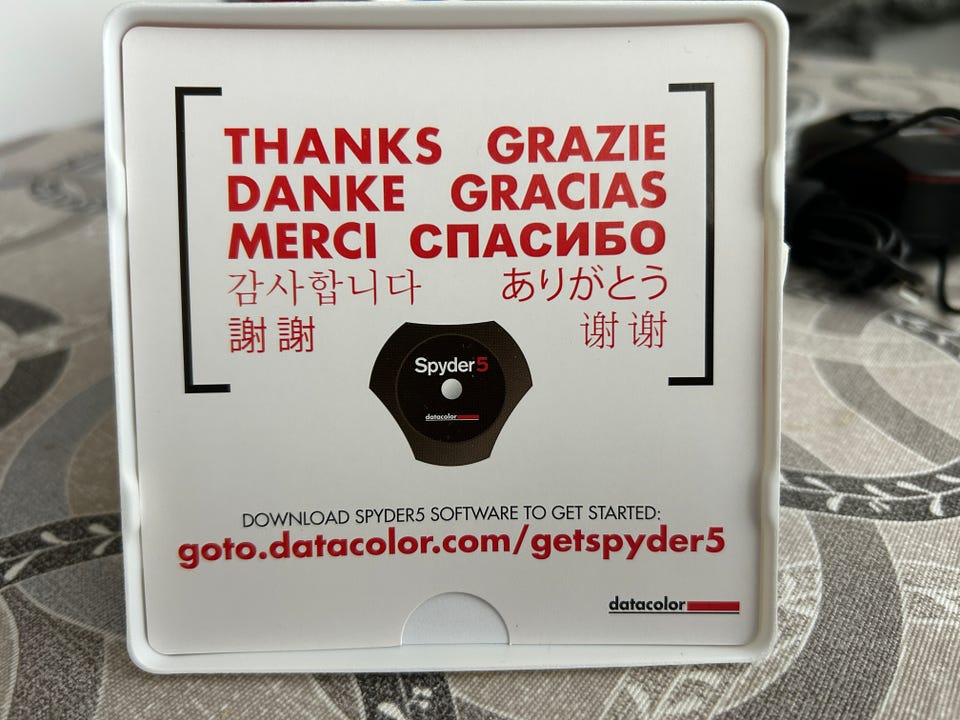 THANKS GRAZIE
DANKE GRACIAS
MERCI СПАСИБО
감사합니다 ありがとう
謝謝 谢谢
Spyder5
datacolor
DOWNLOAD SPYDER5 SOFTWARE TO GET STARTED:
goto.datacolor.com/getspyder5
datacolor